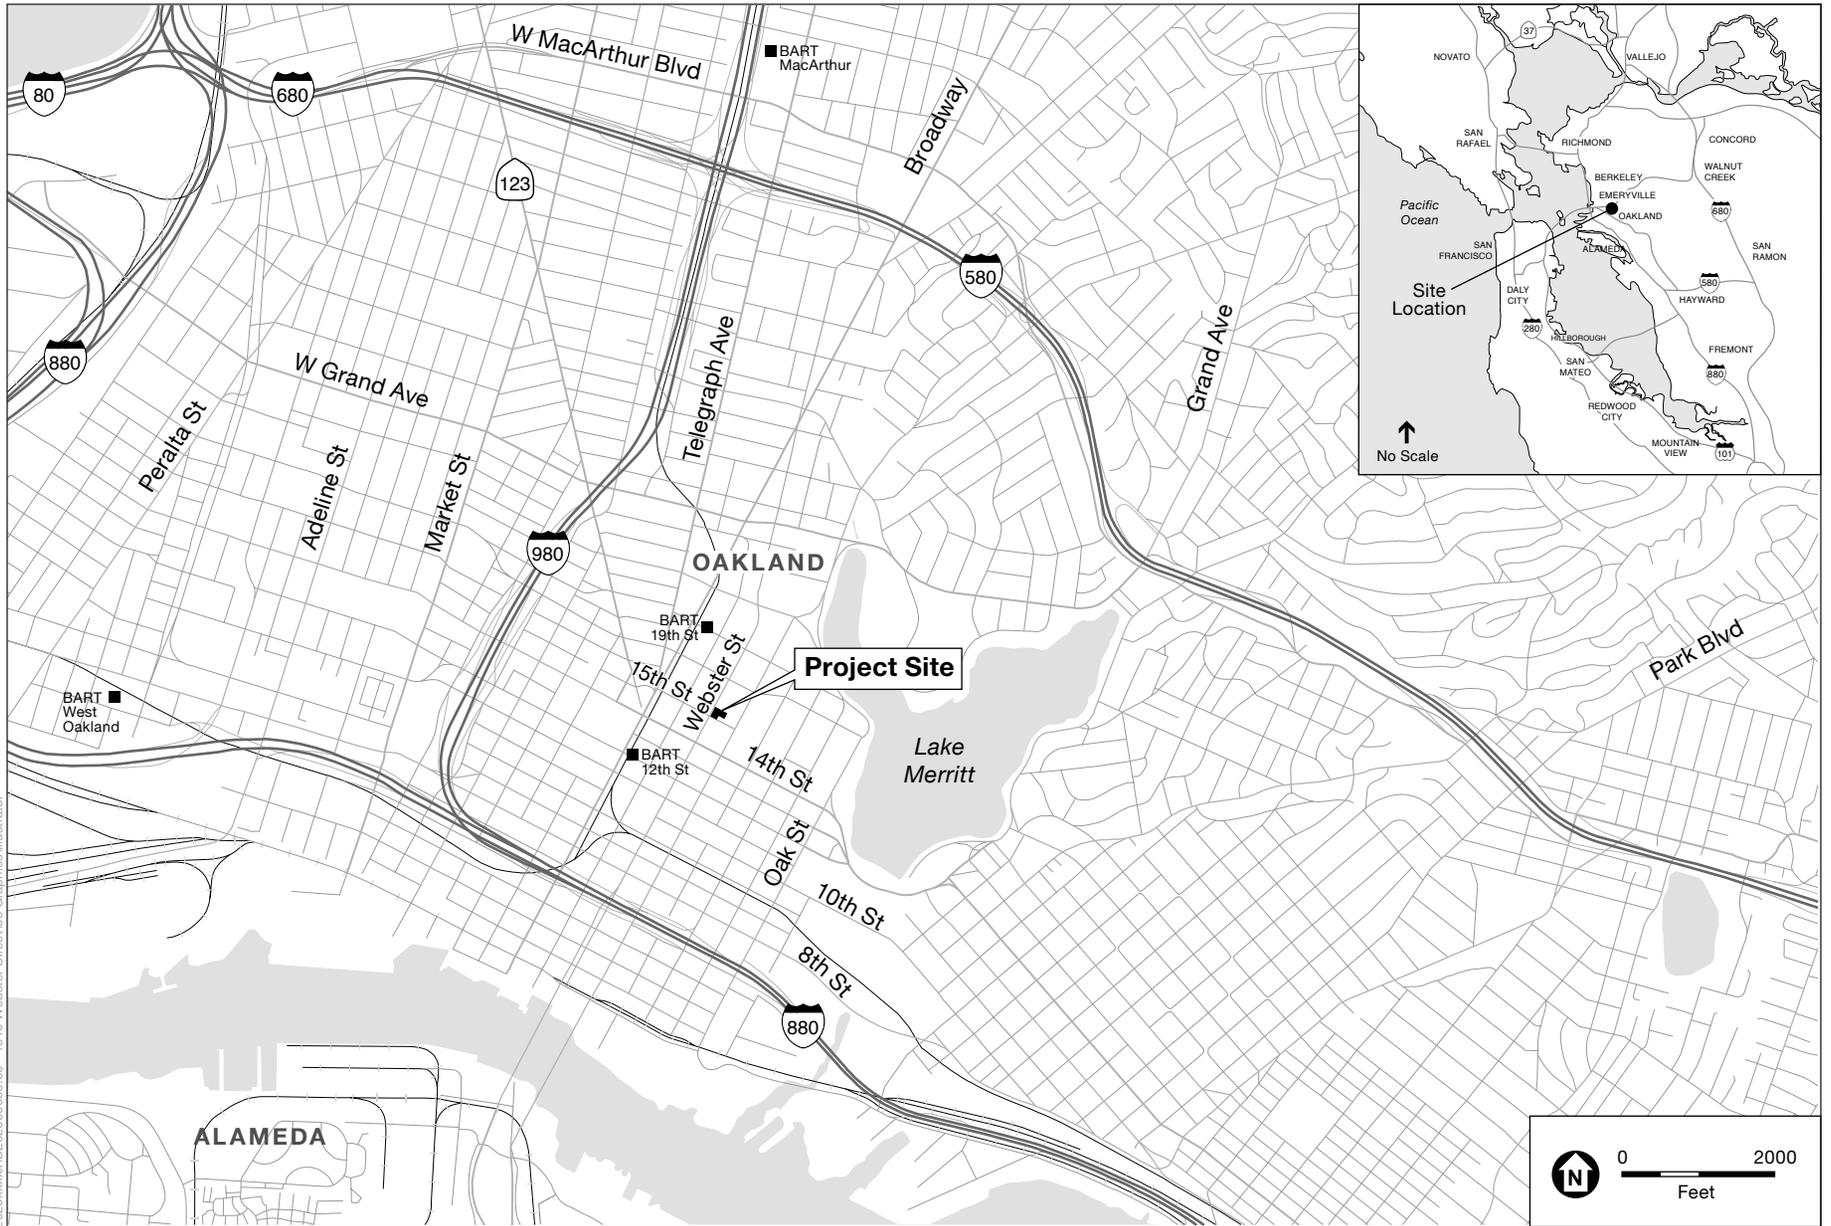 W MacArthur Blvd
BART
MacArthur
80
680
Broadway
123
580
880
W Grand Ave
Telegraph Ave
Grand Ave
Peralta St
Adeline St
Market St
980
OAKLAND
BART
19th St
15th St
Webster St
Project Site
Park Blvd
BART
West
Oakland
BART
12th St
14th St
Lake
Merritt
Oak St
10th St
8th St
880
ALAMEDA
37
NOVATO
VALLEJO
SAN
RAFAEL
RICHMOND
CONCORD
WALNUT
CREEK
BERKELEY
EMERYVILLE
OAKLAND
680
Pacific
Ocean
SAN
FRANCISCO
ALAMEDA
SAN
RAMON
Site
Location
DALY
CITY
580
HAYWARD
280
HILLBOROUGH
SAN
MATEO
FREMONT
880
REDWOOD
CITY
MOUNTAIN
VIEW
101
No Scale
N
0 2000
Feet